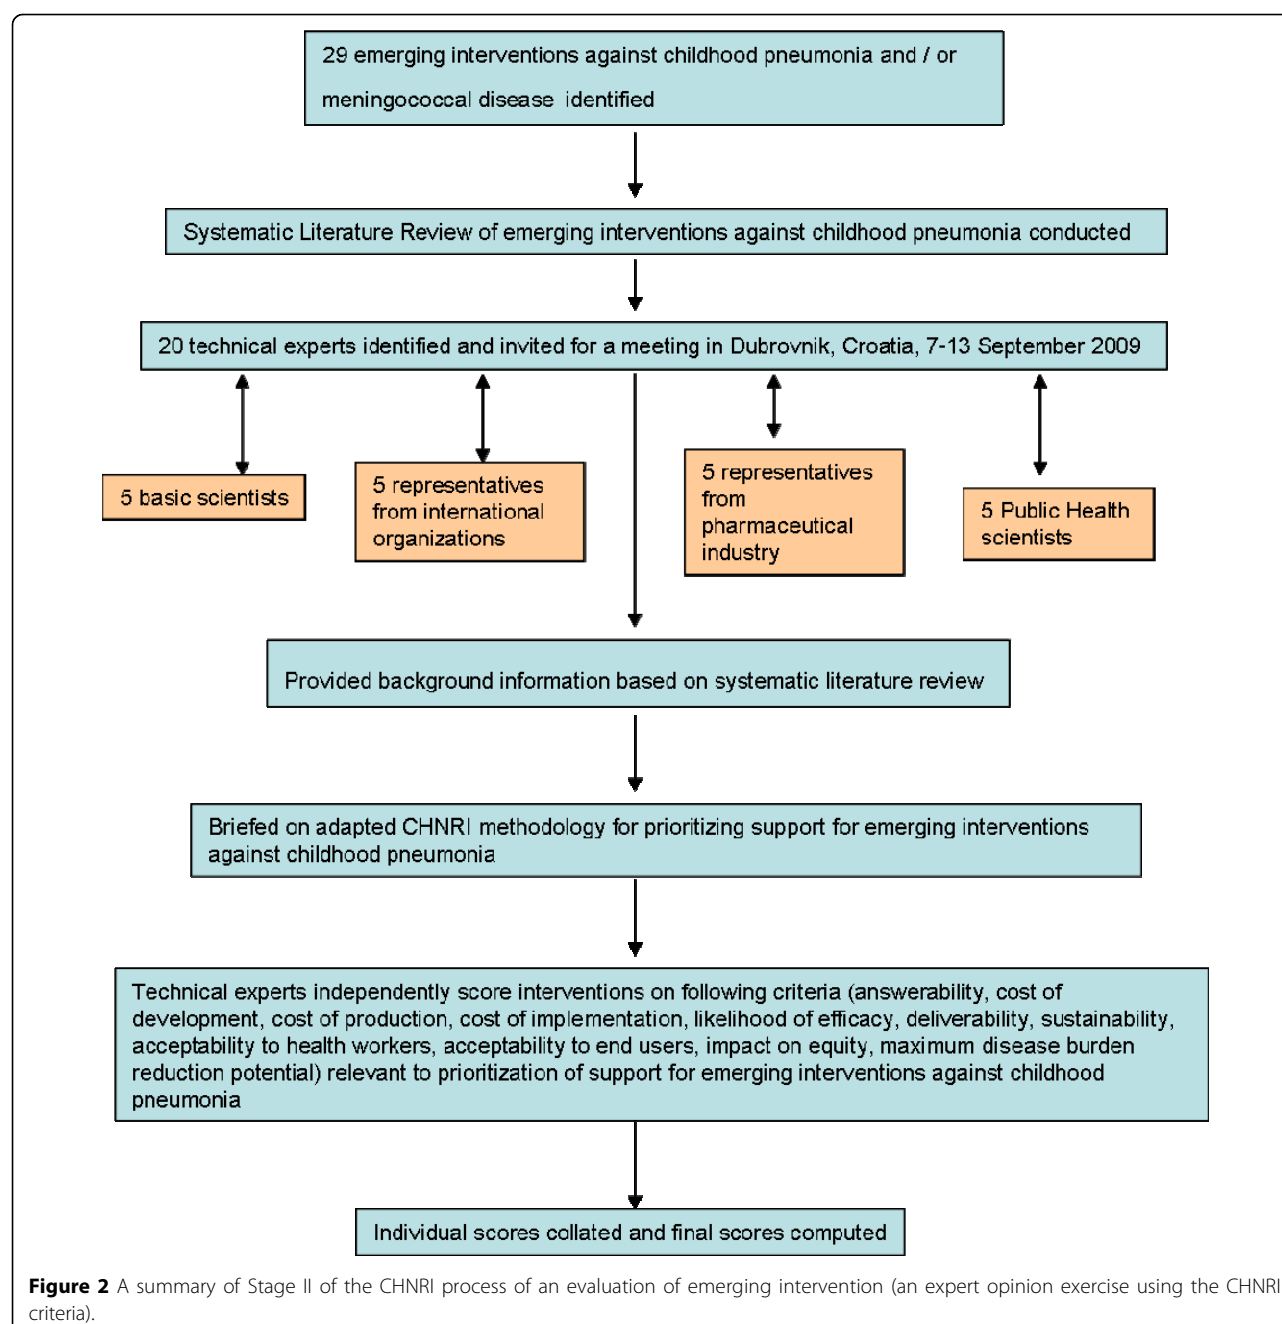 29 emerging interventions against childhood pneumonia and / or
meningococcal disease identified
Systematic Literature Review of emerging interventions against childhood pneumonia conducted
20 technical experts identified and invited for a meeting in Dubrovnik, Croatia, 7-13 September 2009
5 basic scientists
5 representatives
from international
organizations
5 representatives
from
pharmaceutical
industry
5 Public Health
scientists
Provided background information based on systematic literature review
Briefed on adapted CHNRI methodology for prioritizing support for emerging interventions
against childhood pneumonia
Technical experts independently score interventions on following criteria (answerability, cost of
development, cost of production, cost of implementation, likelihood of efficacy, deliverability, sustainability,
acceptability to health workers, acceptability to end users, impact on equity, maximum disease burden
reduction potential) relevant to prioritization of support for emerging interventions against childhood
pneumonia
Individual scores collated and final scores computed
Figure 2 A summary of Stage II of the CHNRI process of an evaluation of emerging intervention (an expert opinion exercise using the CHNRI
criteria).